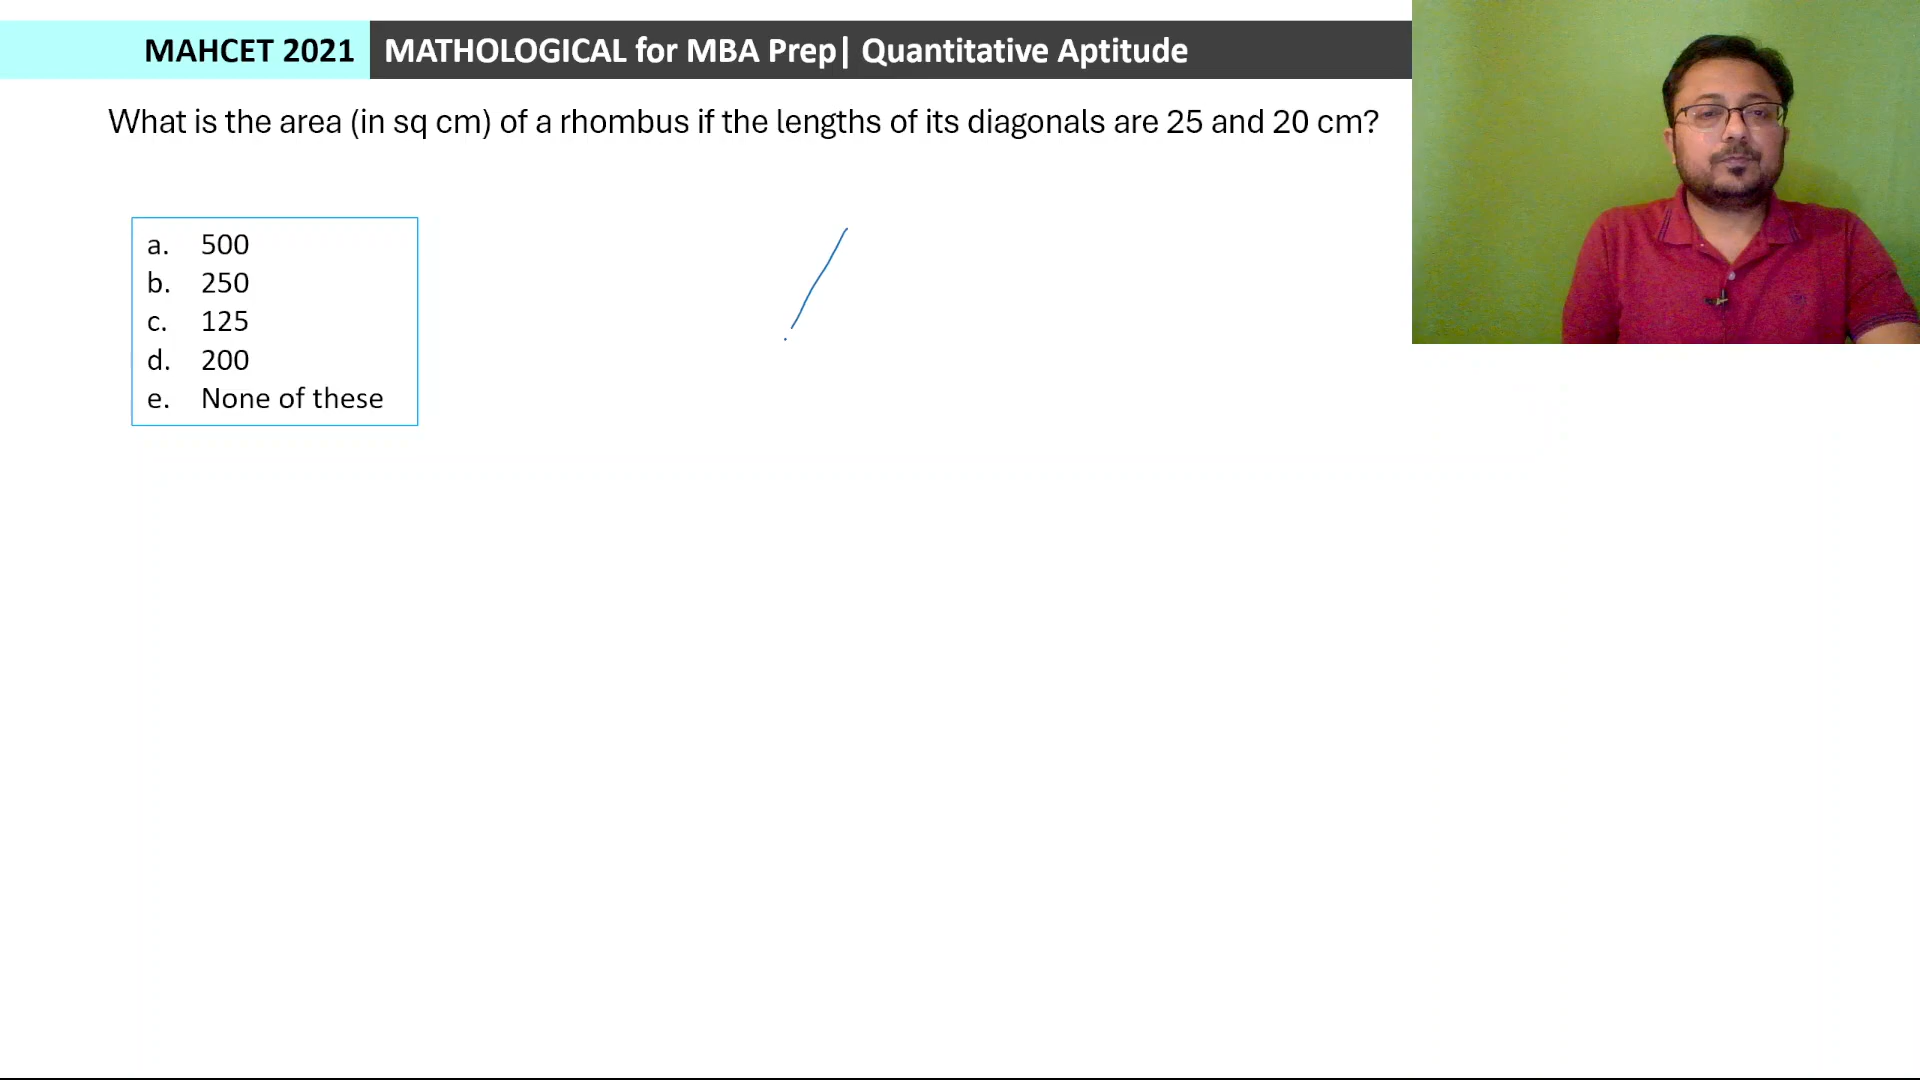 MAHCET 2021 MATHOLOGICAL for MBA Prep| Quantitative Aptitude
What is the area (in sq cm) of a rhombus if the lengths of its diagonals are 25 and 20 cm?
a. 500
b. 250
c. 125
d. 200
e. None of these